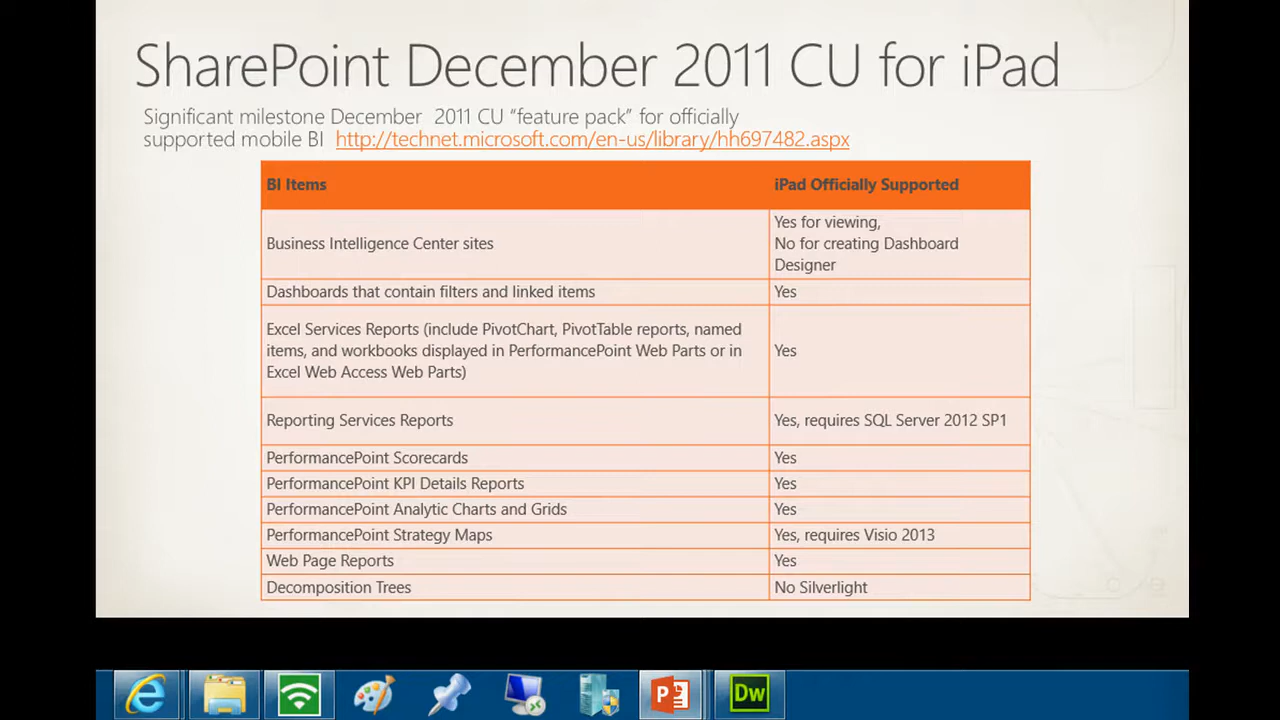 SharePoint December 2011 CU for iPad
Significant milestone December 2011 CU “feature pack” for officially
supported mobile BI http://technet.microsoft.com/en-us/library/hh697482.aspx
BI Items
iPad Officially Supported
Business Intelligence Center sites
Yes for viewing,
No for creating Dashboard
Designer
Dashboards that contain filters and linked items
Yes
Excel Services Reports (include PivotChart, PivotTable reports, named
items, and workbooks displayed in PerformancePoint Web Parts or in
Excel Web Access Web Parts)
Yes
Reporting Services Reports
Yes, requires SQL Server 2012 SP1
PerformancePoint Scorecards
Yes
PerformancePoint KPI Details Reports
Yes
PerformancePoint Analytic Charts and Grids
Yes
PerformancePoint Strategy Maps
Yes, requires Visio 2013
Web Page Reports
Yes
Decomposition Trees
No Silverlight
P
Dw